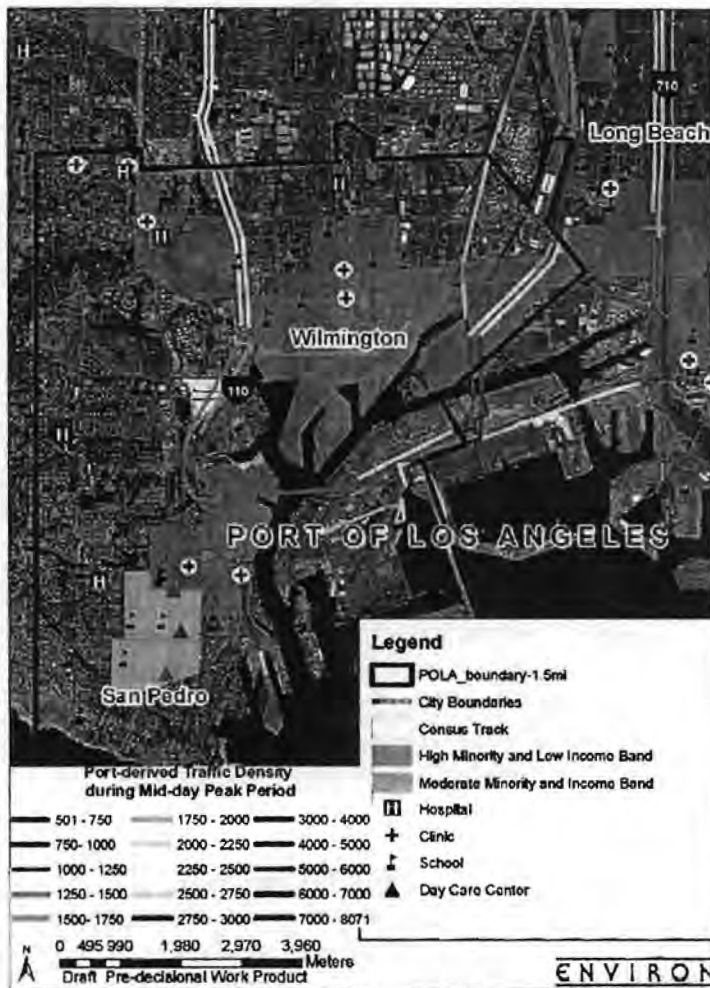 H
710
Long Beach
H
H
H
Wilmington
110
H
PORT OF LOS ANGELES
H
San Pedro
Legend
POLA_boundary-1.5mi
City Boundaries
Census Track
High Minority and Low Income Band
Moderate Minority and Income Band
H Hospital
Clinic
School
Day Care Center
Port-derived Traffic Density
during Mid-day Peak Period
501 - 750 1750 - 2000 3000 - 4000
750- 1000 2000 - 2250 4000 - 5000
1000 - 1250 2250 - 2500 5000 - 6000
1250 - 1500 2500 - 2750 6000 - 7000
1500- 1750 2750 - 3000 7000 - 8071
N
0 495 990 1,980 2,970 3,960
Meters
Draft Pre-decisional Work Product
ENVIRON